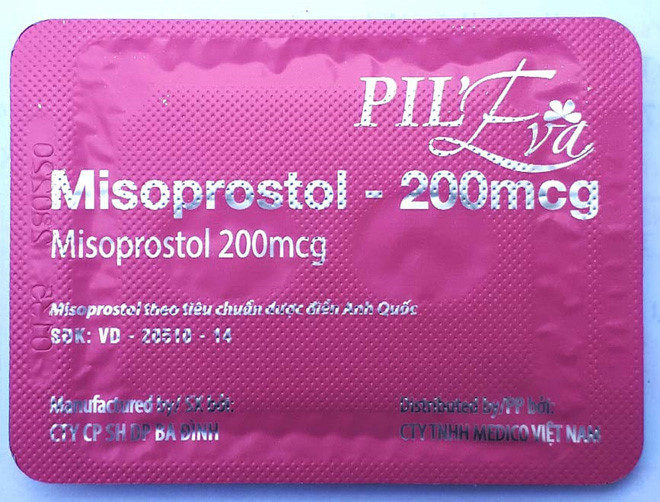 PIL'Eva
Misoprostol - 200mcg
Misoprostol 200mcg
Misoprostol theo tiêu chuẩn dược điển Anh Quốc
SĐK: VD - 20510 - 14
Manufactured by/ SX bởi:
CTY CP SH DP BA ĐÌNH
Distributed by/PP bởi:
CTY TNHH MEDICO VIỆT NAM